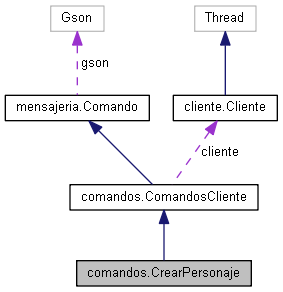 Gson
Thread
gson
mensajeria.Comando
cliente.Cliente
cliente
comandos.ComandosCliente
comandos.CrearPersonaje